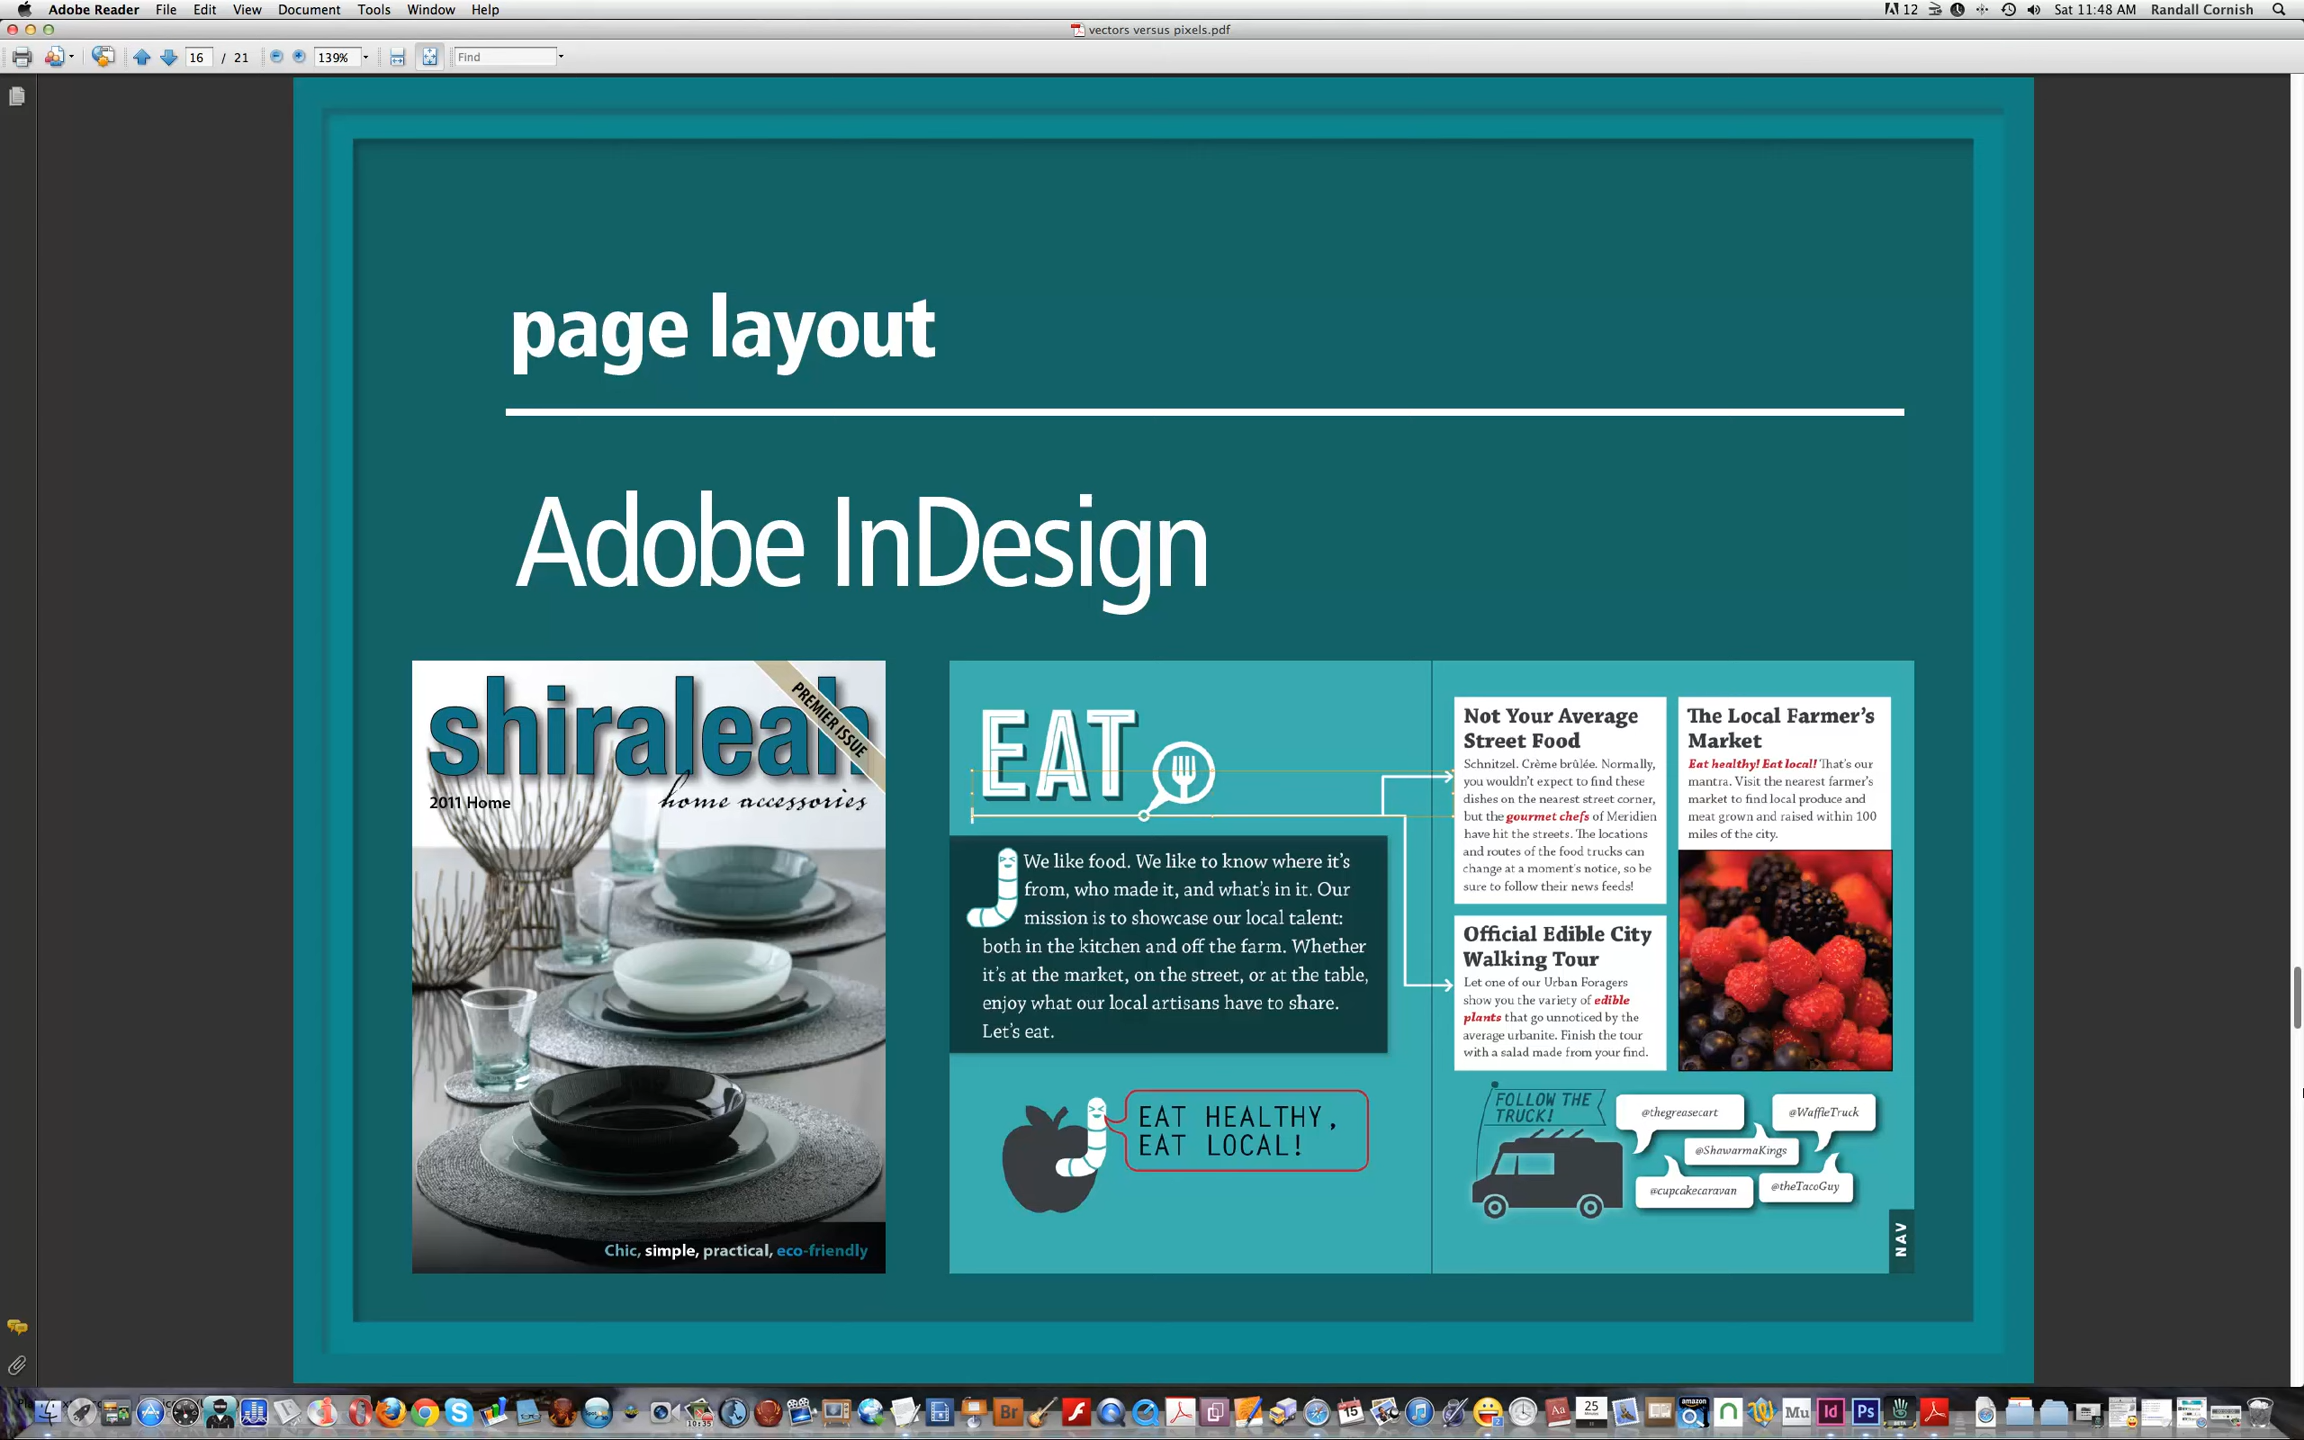 Adobe Reader File Edit View Document Tools Window Help
12 Sat 11:48 AM Randall Cornish
vectors versus pixels.pdf
16 / 21 139% Find
page layout
Adobe InDesign
shiraleah
PREMIER ISSUE
2011 Home
home accessories
Chic, simple, practical, eco-friendly
EAT
We like food. We like to know where it's
from, who made it, and what's in it. Our
mission is to showcase our local talent:
both in the kitchen and off the farm. Whether
it's at the market, on the street, or at the table,
enjoy what our local artisans have to share.
Let's eat.
EAT HEALTHY,
EAT LOCAL!
Not Your Average
Street Food
Schnitzel. Crème brûlée. Normally,
you wouldn't expect to find these
dishes on the nearest street corner,
but the gourmet chefs of Meridien
have hit the streets. The locations
and routes of the food trucks can
change at a moment's notice, so be
sure to follow their news feeds!
Official Edible City
Walking Tour
Let one of our Urban Foragers
show you the variety of edible
plants that go unnoticed by the
average urbanite. Finish the tour
with a salad made from your find.
The Local Farmer's
Market
Eat healthy! Eat local! That's our
mantra. Visit the nearest farmer's
market to find local produce and
meat grown and raised within 100
miles of the city.
FOLLOW THE
TRUCK!
@thegreasecart
@WaffleTruck
@ShawarmaKings
@cupcakecaravan
@theTacoGuy
NAV
10:35
Br
15
Aa
25
amazon
n
Mu
Id
Ps